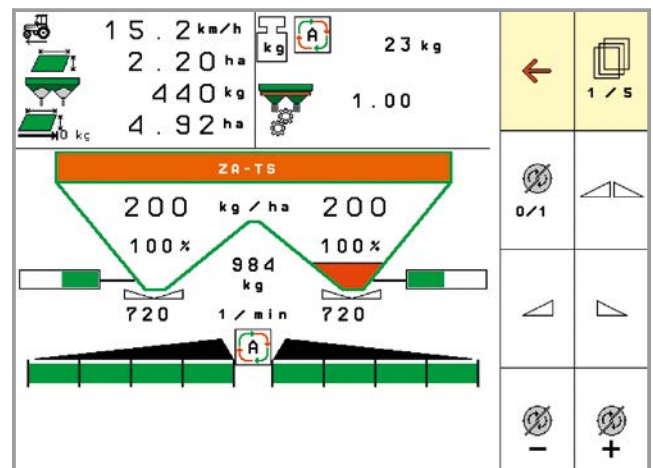 15.2 km/h
2.20 ha
440 kg
0 kg 4.92 ha
kg A 23 kg
1.00
1 / 5
ZA-TS
200 kg / ha 200
100% 100%
984
kg
720 1 / min 720
A
0/1
−
+